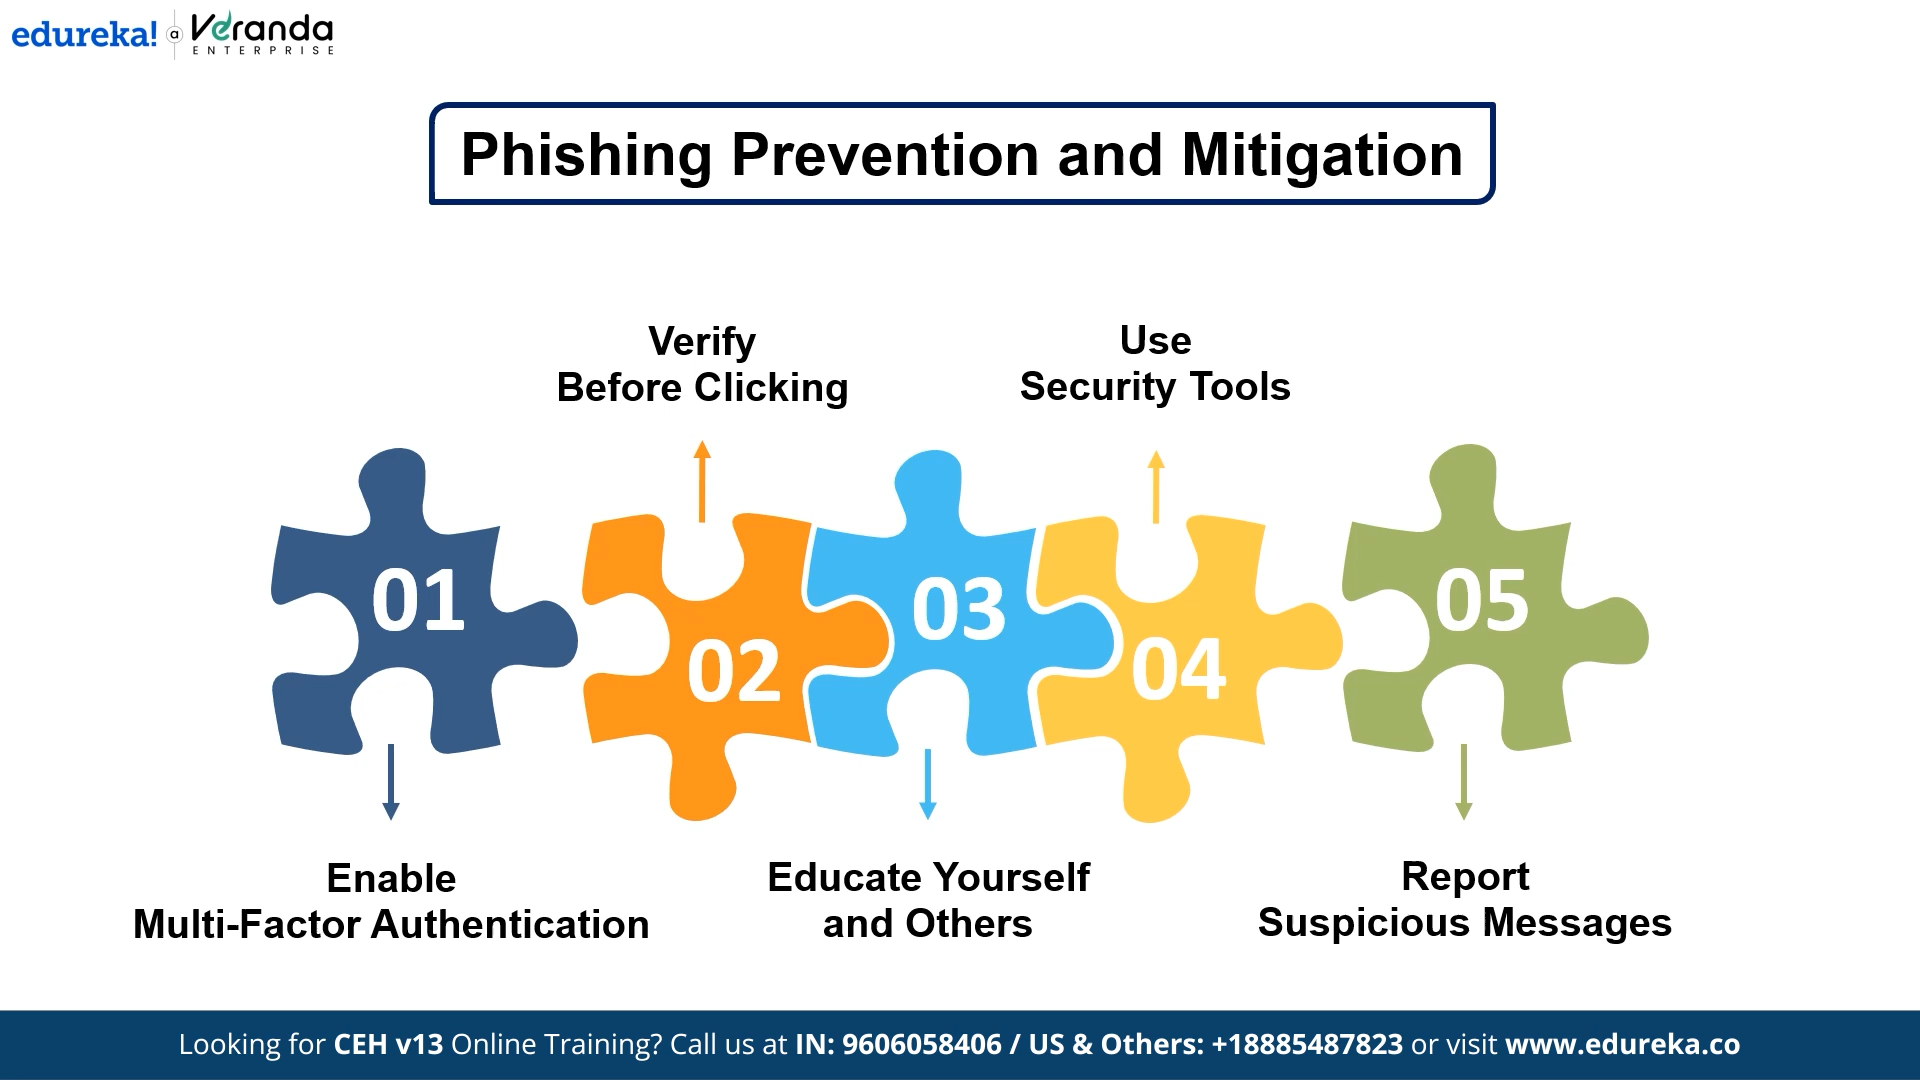 edureka! a Veranda
ENTERPRISE
Phishing Prevention and Mitigation
Verify
Before Clicking
Use
Security Tools
01
02
03
04
05
Enable
Multi-Factor Authentication
Educate Yourself
and Others
Report
Suspicious Messages
Looking for CEH v13 Online Training? Call us at IN: 9606058406 / US & Others: +18885487823 or visit www.edureka.co